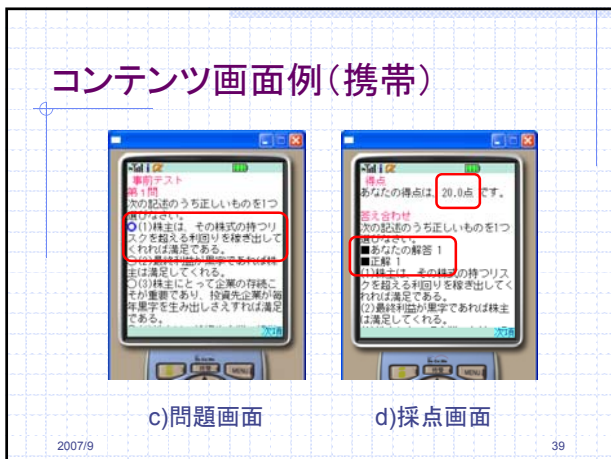 コンテンツ画面例(携帯)
事前テスト
第1問
次の記述のうち正しいものを1つ
選びなさい。
(1)株主は、その株式の持つリ
スクを超える利回りを稼ぎ出して
くれれば満足である。
○(2)最終利益が黒字であれば株
主は満足してくれる。
○(3)株主にとって企業の存続こ
そが重要であり、投資先企業が毎
年黒字を生み出しさえすれば満足
である。
次頁
MENU
c)問題画面
得点
あなたの得点は、20.0点 です。
答え合わせ
次の記述のうち正しいものを1つ
選びなさい。
■あなたの解答 1
■正解 1
(1)株主は、その株式の持つリス
クを超える利回りを稼ぎ出してく
れれば満足である。
(2)最終利益が黒字であれば株主
は満足してくれる。
次頁
MENU
d)採点画面
2007/9
39